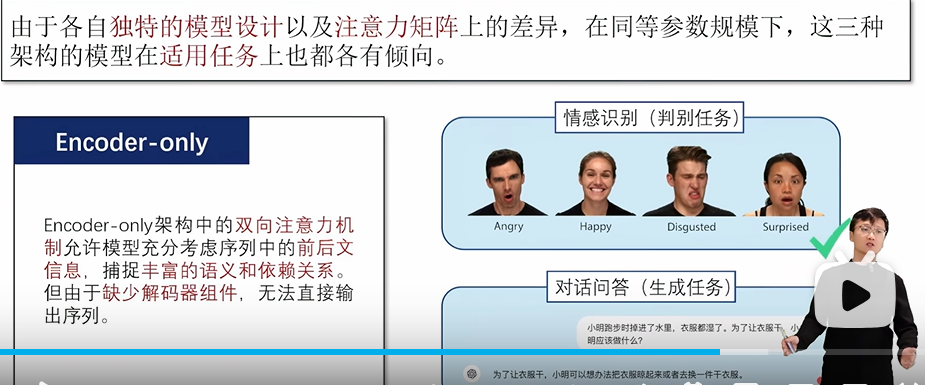 由于各自独特的模型设计以及注意力矩阵上的差异，在同等参数规模下，这三种
架构的模型在适用任务上也都各有倾向。
Encoder-only
Encoder-only架构中的双向注意力机
制允许模型充分考虑序列中的前后文
信息，捕捉丰富的语义和依赖关系。
但由于缺少解码器组件，无法直接输
出序列。
情感识别（判别任务）
Angry Happy Disgusted Surprised
对话问答（生成任务）
小明跑步时掉进了水里，衣服都湿了。为了让衣服干，小
明应该做什么？
为了让衣服干，小明可以想办法把衣服晾起来或者去换一件干衣服。